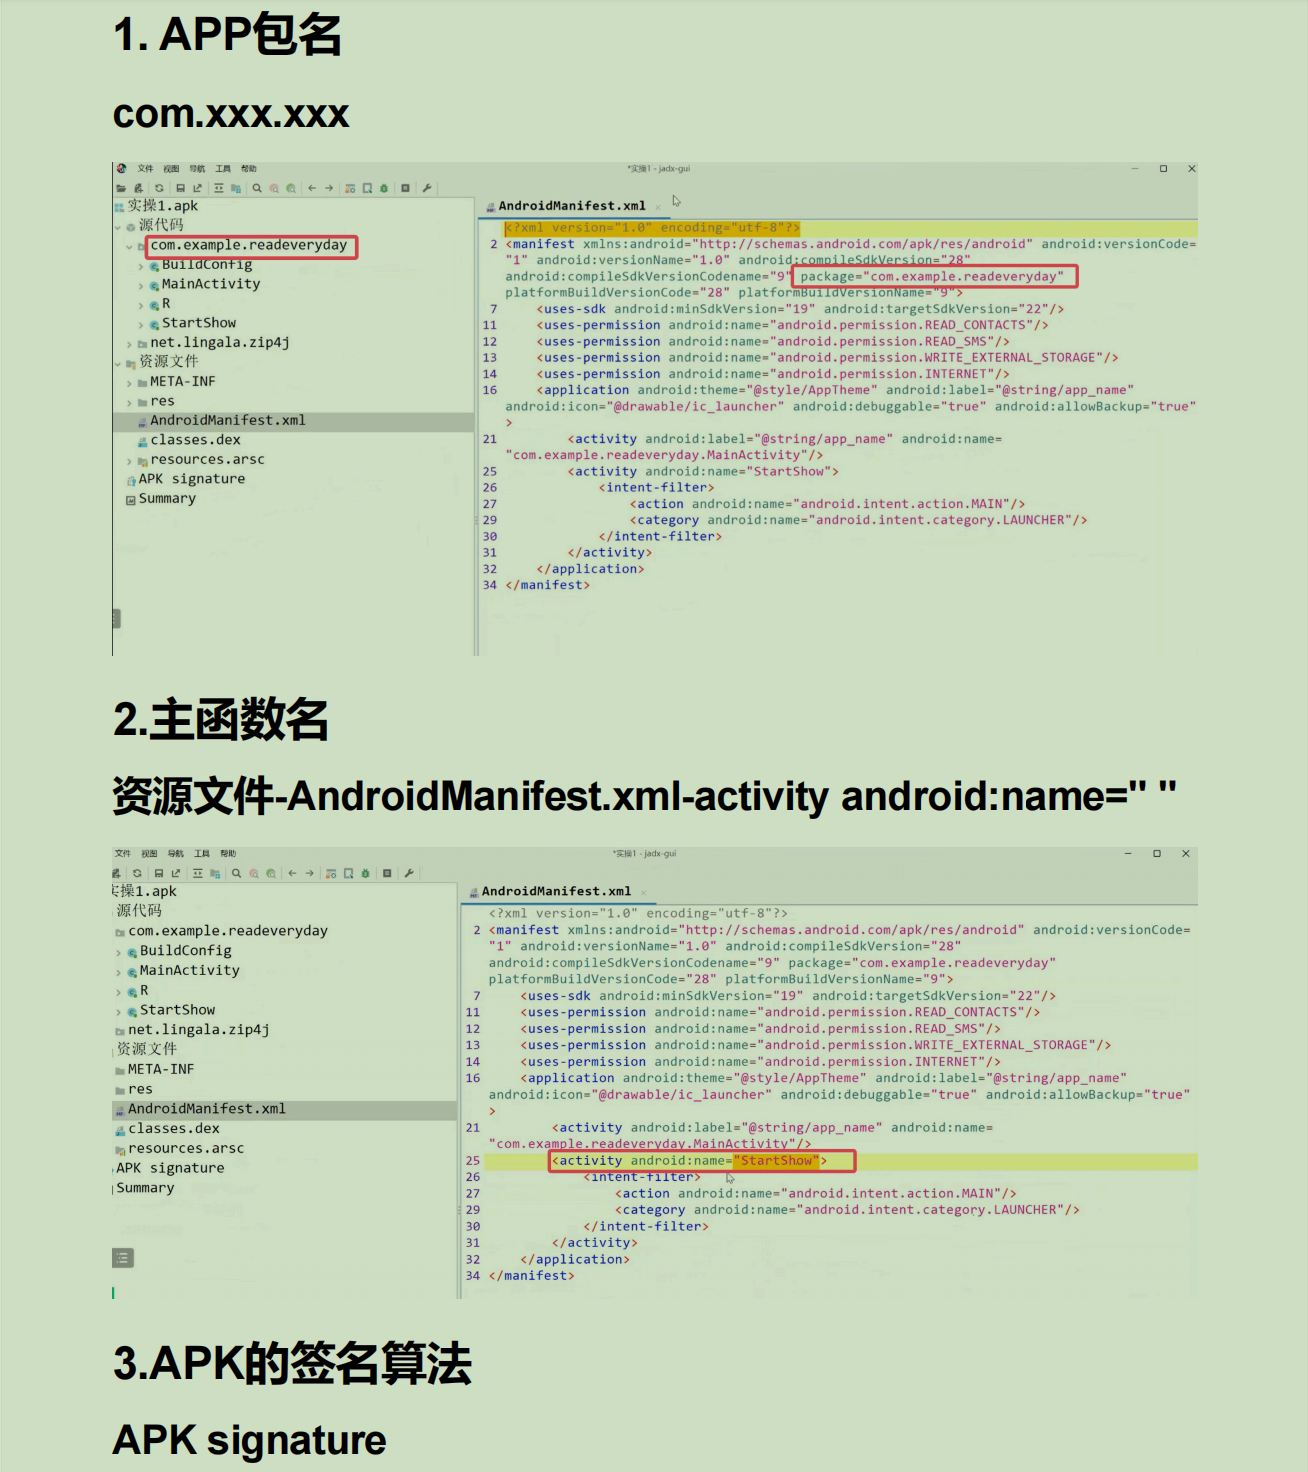 1. APP包名
com.xxx.xxx
文件 视图 导航 工具 帮助
*实操1 - jadx-gui
实操1.apk
源代码
com.example.readeveryday
BuildConfig
MainActivity
R
StartShow
net.lingala.zip4j
资源文件
META-INF
res
AndroidManifest.xml
classes.dex
resources.arsc
APK signature
Summary
AndroidManifest.xml
<?xml version="1.0" encoding="utf-8"?>
2 <manifest xmlns:android="http://schemas.android.com/apk/res/android" android:versionCode=
"1" android:versionName="1.0" android:compileSdkVersion="28"
android:compileSdkVersionCodename="9" package="com.example.readeveryday"
platformBuildVersionCode="28" platformBuildVersionName="9">
7 <uses-sdk android:minSdkVersion="19" android:targetSdkVersion="22"/>
11 <uses-permission android:name="android.permission.READ_CONTACTS"/>
12 <uses-permission android:name="android.permission.READ_SMS"/>
13 <uses-permission android:name="android.permission.WRITE_EXTERNAL_STORAGE"/>
14 <uses-permission android:name="android.permission.INTERNET"/>
16 <application android:theme="@style/AppTheme" android:label="@string/app_name"
android:icon="@drawable/ic_launcher" android:debuggable="true" android:allowBackup="true"
>
21 <activity android:label="@string/app_name" android:name=
"com.example.readeveryday.MainActivity"/>
25 <activity android:name="StartShow">
26 <intent-filter>
27 <action android:name="android.intent.action.MAIN"/>
29 <category android:name="android.intent.category.LAUNCHER"/>
30 </intent-filter>
31 </activity>
32 </application>
34 </manifest>
2.主函数名
资源文件-AndroidManifest.xml-activity android:name=" "
文件 视图 导航 工具 帮助
*实操1 - jadx-gui
实操1.apk
源代码
com.example.readeveryday
BuildConfig
MainActivity
R
StartShow
net.lingala.zip4j
资源文件
META-INF
res
AndroidManifest.xml
classes.dex
resources.arsc
APK signature
Summary
AndroidManifest.xml
<?xml version="1.0" encoding="utf-8"?>
2 <manifest xmlns:android="http://schemas.android.com/apk/res/android" android:versionCode=
"1" android:versionName="1.0" android:compileSdkVersion="28"
android:compileSdkVersionCodename="9" package="com.example.readeveryday"
platformBuildVersionCode="28" platformBuildVersionName="9">
7 <uses-sdk android:minSdkVersion="19" android:targetSdkVersion="22"/>
11 <uses-permission android:name="android.permission.READ_CONTACTS"/>
12 <uses-permission android:name="android.permission.READ_SMS"/>
13 <uses-permission android:name="android.permission.WRITE_EXTERNAL_STORAGE"/>
14 <uses-permission android:name="android.permission.INTERNET"/>
16 <application android:theme="@style/AppTheme" android:label="@string/app_name"
android:icon="@drawable/ic_launcher" android:debuggable="true" android:allowBackup="true"
>
21 <activity android:label="@string/app_name" android:name=
"com.example.readeveryday.MainActivity"/>
25 <activity android:name="StartShow">
26 <intent-filter>
27 <action android:name="android.intent.action.MAIN"/>
29 <category android:name="android.intent.category.LAUNCHER"/>
30 </intent-filter>
31 </activity>
32 </application>
34 </manifest>
3.APK的签名算法
APK signature